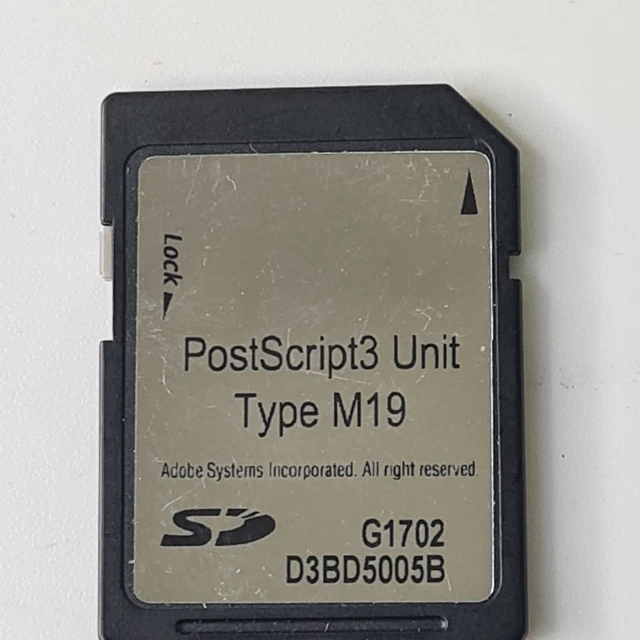 Lock
PostScript3 Unit
Type M19
Adobe Systems Incorporated. All right reserved.
SD
G1702
D3BD5005B